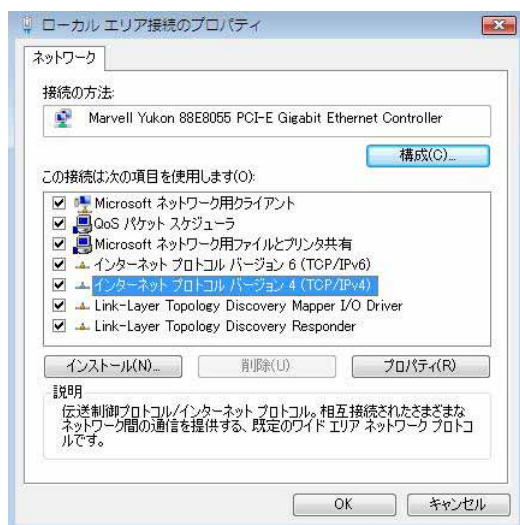 ローカル エリア接続のプロパティ
ネットワーク
接続の方法:
Marvell Yukon 88E8055 PCI-E Gigabit Ethernet Controller
構成(C)...
この接続は次の項目を使用します(O):
Microsoft ネットワーク用クライアント
QoS パケット スケジューラ
Microsoft ネットワーク用ファイルとプリンタ共有
インターネット プロトコル バージョン 6 (TCP/IPv6)
インターネット プロトコル バージョン 4 (TCP/IPv4)
Link-Layer Topology Discovery Mapper I/O Driver
Link-Layer Topology Discovery Responder
インストール(N)... 削除(U) プロパティ(R)
説明
伝送制御プロトコル/インターネット プロトコル。相互接続されたさまざまな
ネットワーク間の通信を提供する、既定のワイド エリア ネットワーク プロトコ
ルです。
OK キャンセル